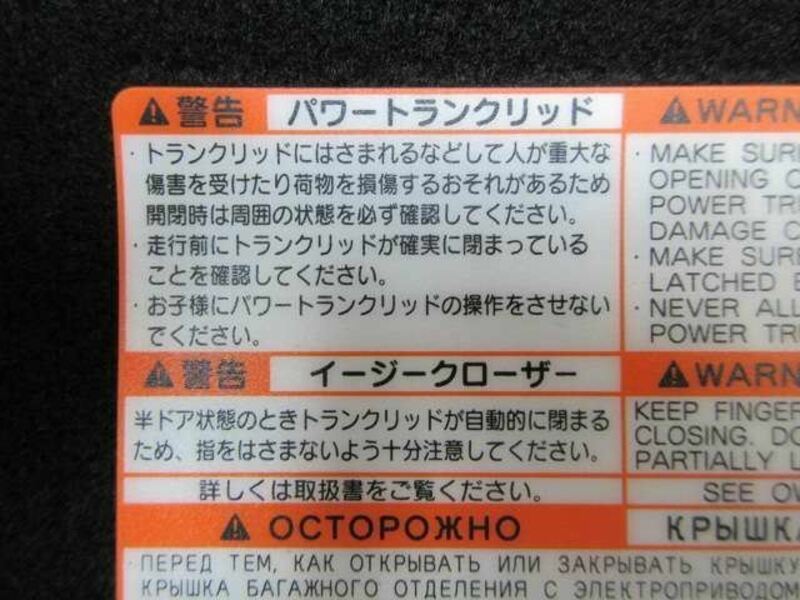 ⚠警告 パワートランクリッド
・トランクリッドにはさまれるなどして人が重大な
傷害を受けたり荷物を損傷するおそれがあるため
開閉時は周囲の状態を必ず確認してください。
・走行前にトランクリッドが確実に閉まっている
ことを確認してください。
・お子様にパワートランクリッドの操作をさせない
でください。
⚠警告 イージークローザー
半ドア状態のときトランクリッドが自動的に閉まる
ため、指をはさまないよう十分注意してください。
詳しくは取扱書をご覧ください。
⚠WARN
・MAKE SUR
OPENING
POWER TR
DAMAGE
・MAKE SURE
LATCHED
・NEVER ALL
POWER TR
⚠WARN
KEEP FINGER
CLOSING. DO
PARTIALLY L
SEE OW
⚠ОСТОРОЖНО КРЫШКА
・ПЕРЕД ТЕМ, КАК ОТКРЫВАТЬ ИЛИ ЗАКРЫВАТЬ КРЫШКУ
КРЫШКА БАГАЖНОГО ОТДЕЛЕНИЯ С ЭЛЕКТРОПРИВОДОМ